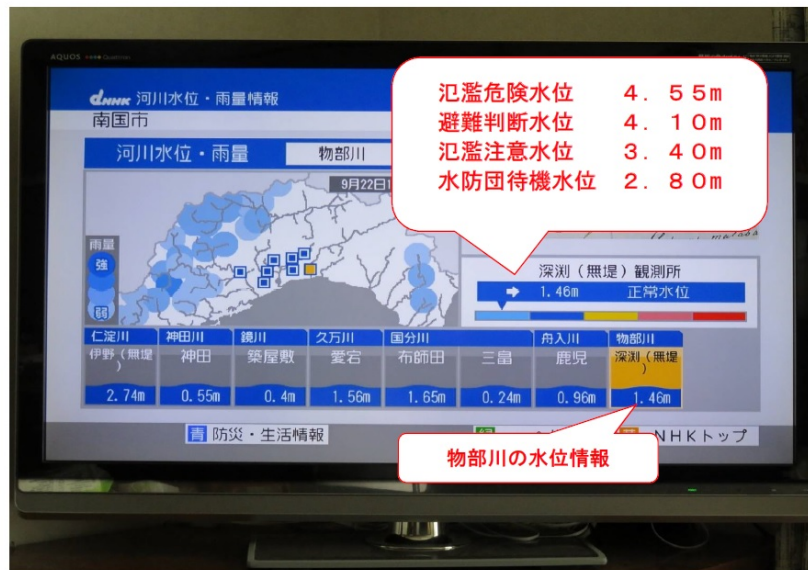 AQUOS
dNHK 河川水位・雨量情報
南国市
河川水位・雨量 物部川
9月22日1
雨量
強
弱
氾濫危険水位 4．55m
避難判断水位 4．10m
氾濫注意水位 3．40m
水防団待機水位 2．80m
深渕（無堤）観測所
➡ 1.46m 正常水位
仁淀川 神田川 鏡川 久万川 国分川 舟入川 物部川
伊野（無堤） 神田 築屋敷 愛宕 布師田 三畠 鹿児 深渕（無堤）
2.74m 0.55m 0.4m 1.56m 1.65m 0.24m 0.96m 1.46m
青 防災・生活情報 NHKトップ
物部川の水位情報